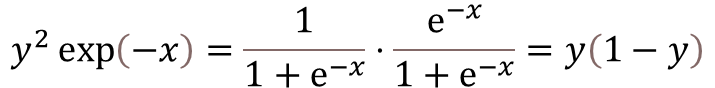 y² exp(−x) = 1/(1 + e⁻ˣ) · e⁻ˣ/(1 + e⁻ˣ) = y(1 − y)